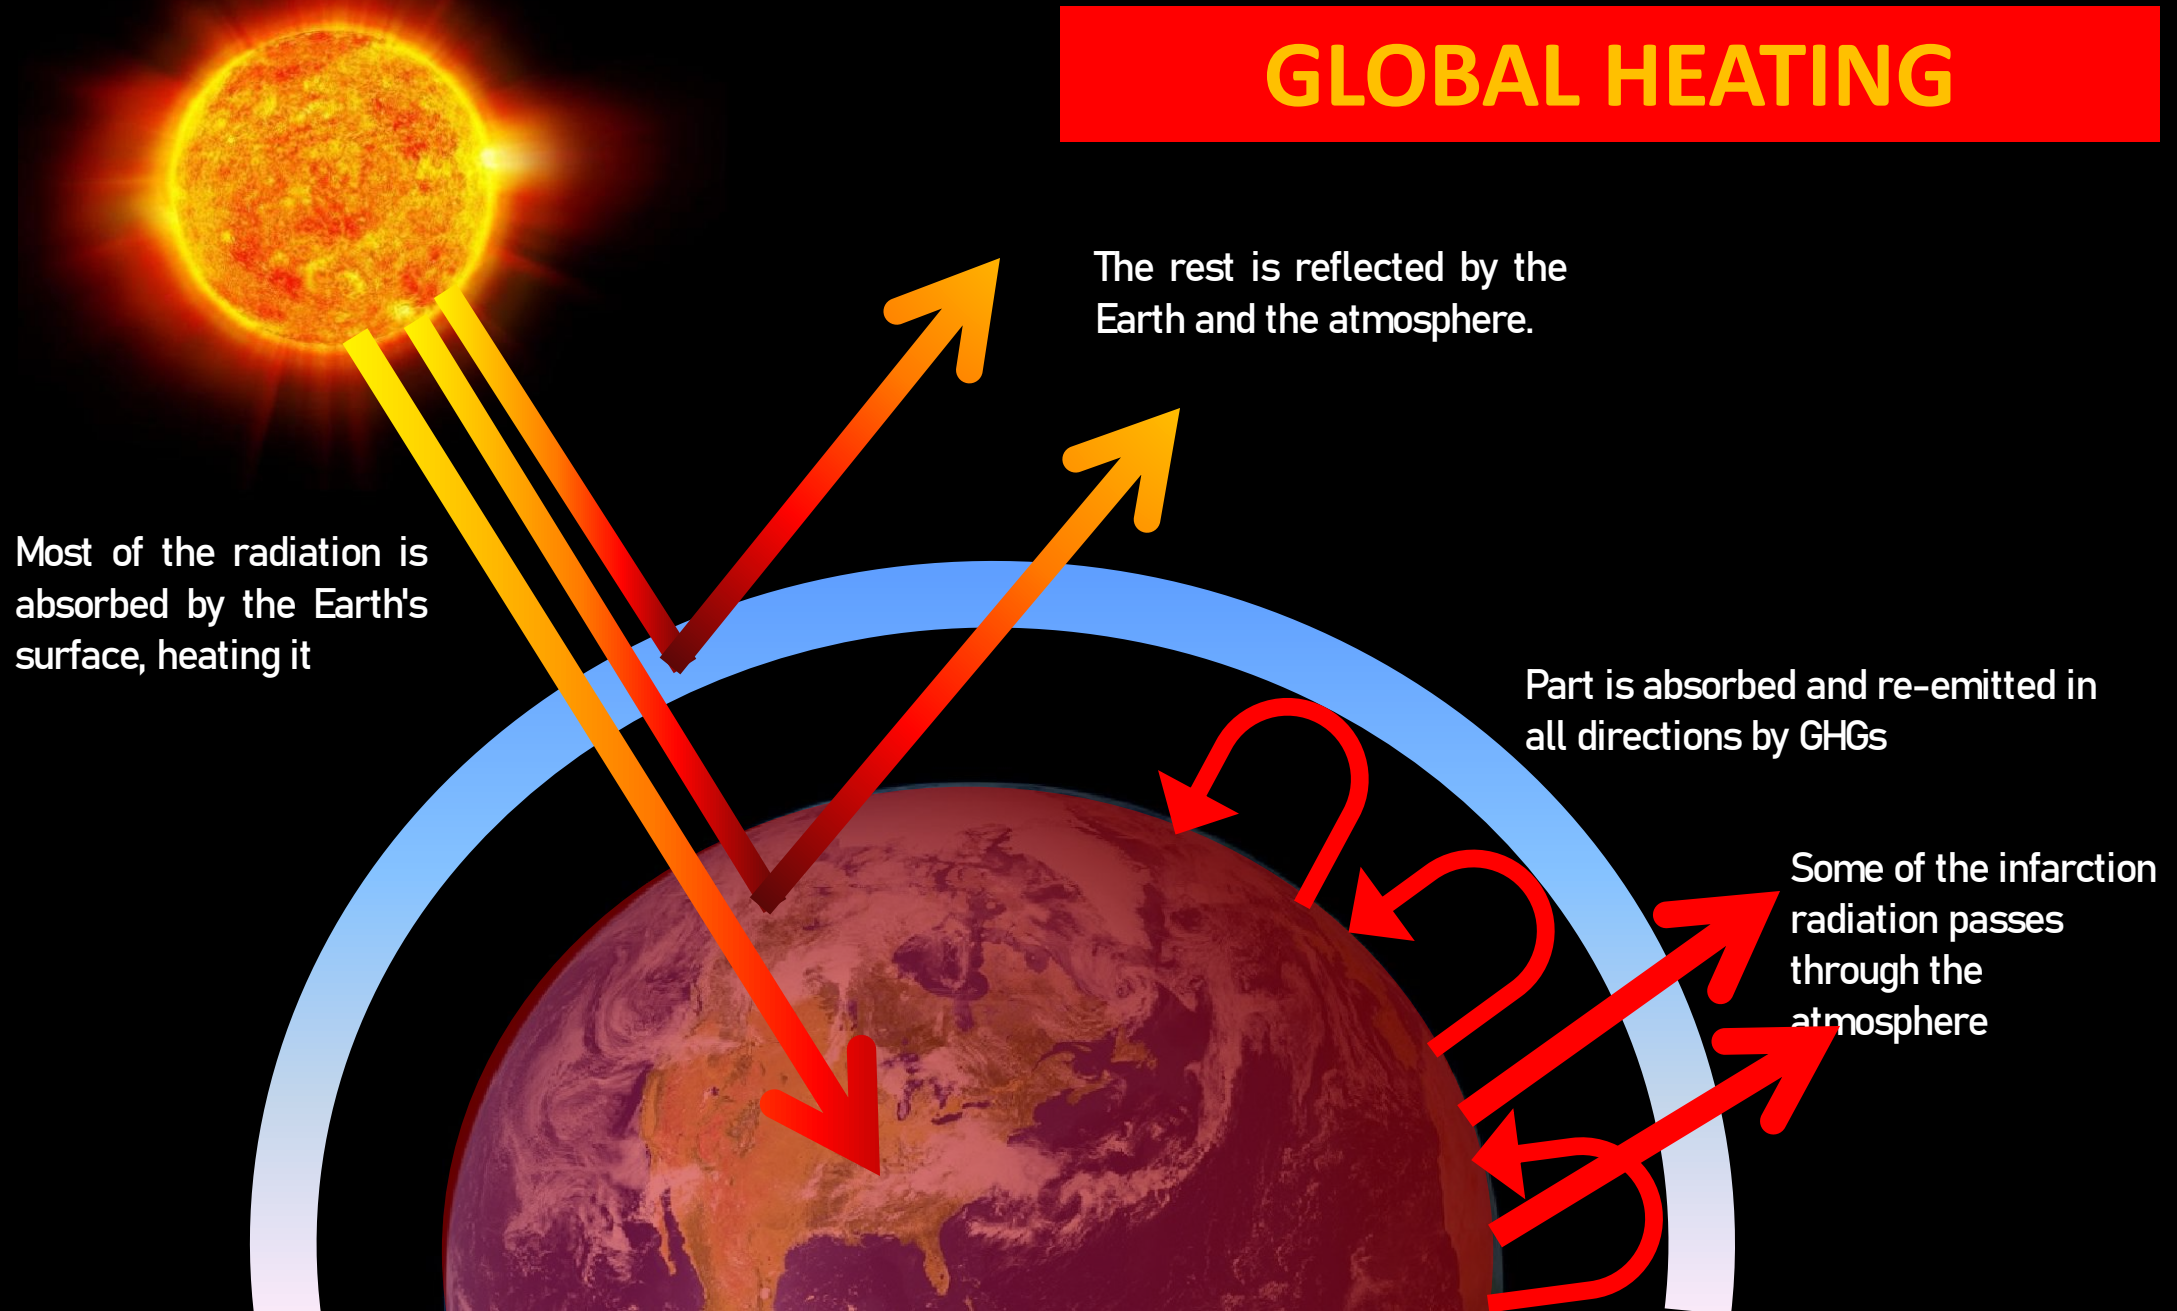 GLOBAL HEATING
The rest is reflected by the
Earth and the atmosphere.
Most of the radiation is
absorbed by the Earth's
surface, heating it
Part is absorbed and re-emitted in
all directions by GHGs
Some of the infarction
radiation passes
through the
atmosphere